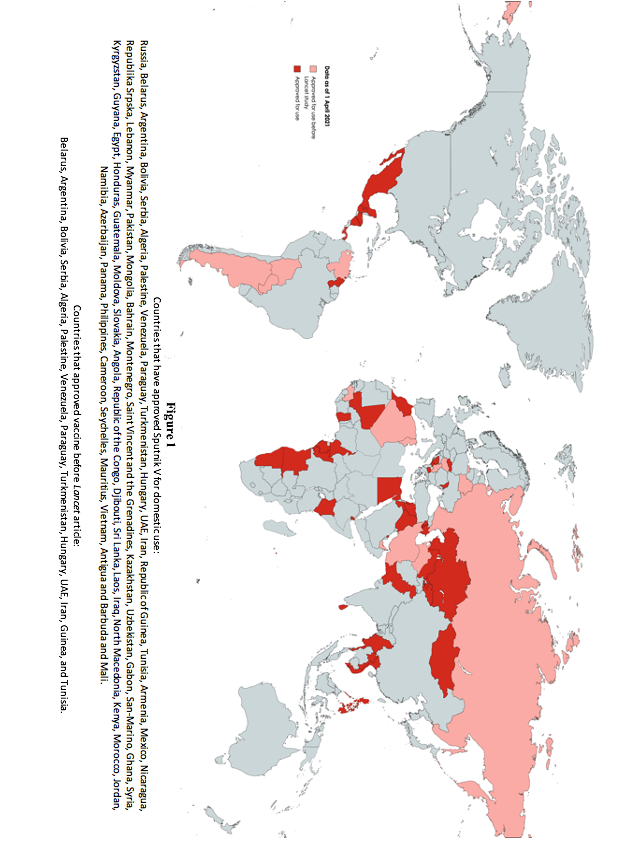 Data as of 1 April 2021
Approved for use before
Lancet study
Approved for use
Figure 1
Countries that have approved Sputnik V for domestic use:
Russia, Belarus, Argentina, Bolivia, Serbia, Algeria, Palestine, Venezuela, Paraguay, Turkmenistan, Hungary, UAE, Iran, Republic of Guinea, Tunisia, Armenia, Mexico, Nicaragua,
Republika Srpska, Lebanon, Myanmar, Pakistan, Mongolia, Bahrain, Montenegro, Saint Vincent and the Grenadines, Kazakhstan, Uzbekistan, Gabon, San-Marino, Ghana, Syria,
Kyrgyzstan, Guyana, Egypt, Honduras, Guatemala, Moldova, Slovakia, Angola, Republic of the Congo, Djibouti, Sri Lanka, Laos, Iraq, North Macedonia, Kenya, Morocco, Jordan,
Namibia, Azerbaijan, Panama, Philippines, Cameroon, Seychelles, Mauritius, Vietnam, Antigua and Barbuda and Mali.
Countries that approved vaccine before Lancet article:
Belarus, Argentina, Bolivia, Serbia, Algeria, Palestine, Venezuela, Paraguay, Turkmenistan, Hungary, UAE, Iran, Guinea, and Tunisia.